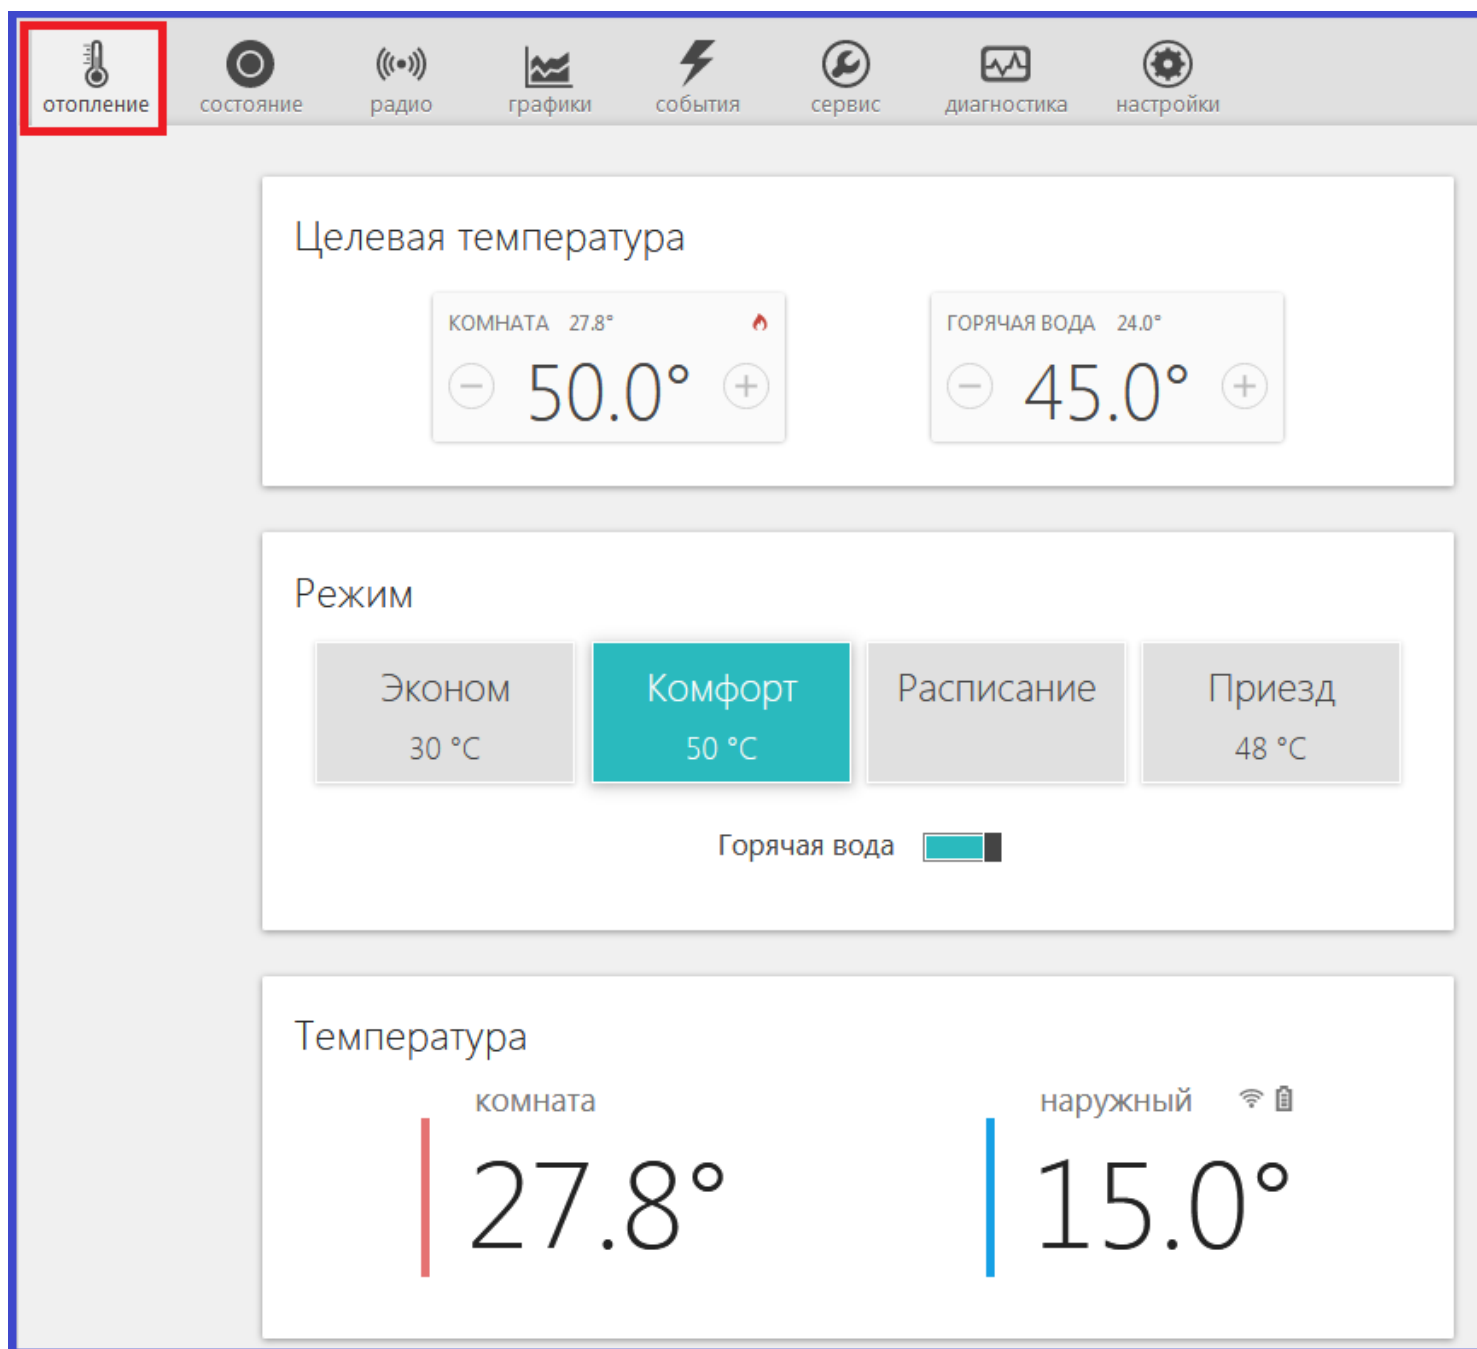 отопление состояние радио графики события сервис диагностика настройки
Целевая температура
КОМНАТА 27.8° ГОРЯЧАЯ ВОДА 24.0°
50.0° 45.0°
Режим
Эконом Комфорт Расписание Приезд
30 °C 50 °C 48 °C
Горячая вода
Температура
комната наружный
27.8° 15.0°